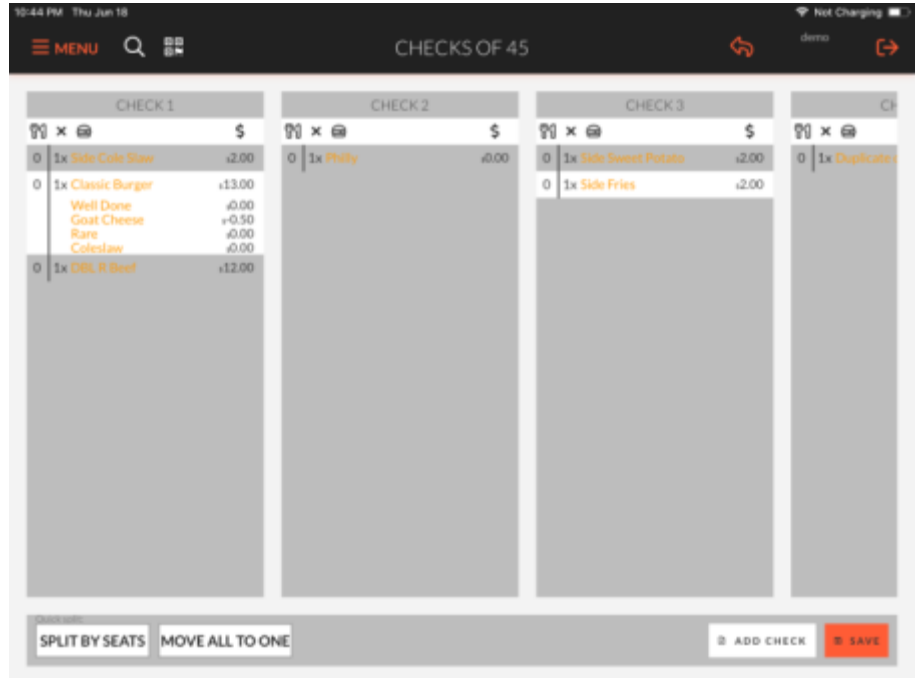 10:44 PM Thu Jun 18
Not Charging
MENU
CHECKS OF 45
demo
CHECK 1
$
0 1x Side Cole Slaw $2.00
0 1x Classic Burger $13.00
Well Done $0.00
Goat Cheese $-0.50
Rare $0.00
Coleslaw $0.00
0 1x DBL R Beef $12.00
CHECK 2
$
0 1x Philly $0.00
CHECK 3
$
0 1x Side Sweet Potato $2.00
0 1x Side Fries $2.00
CH
0 1x Duplicate
Quick split:
SPLIT BY SEATS
MOVE ALL TO ONE
ADD CHECK
SAVE